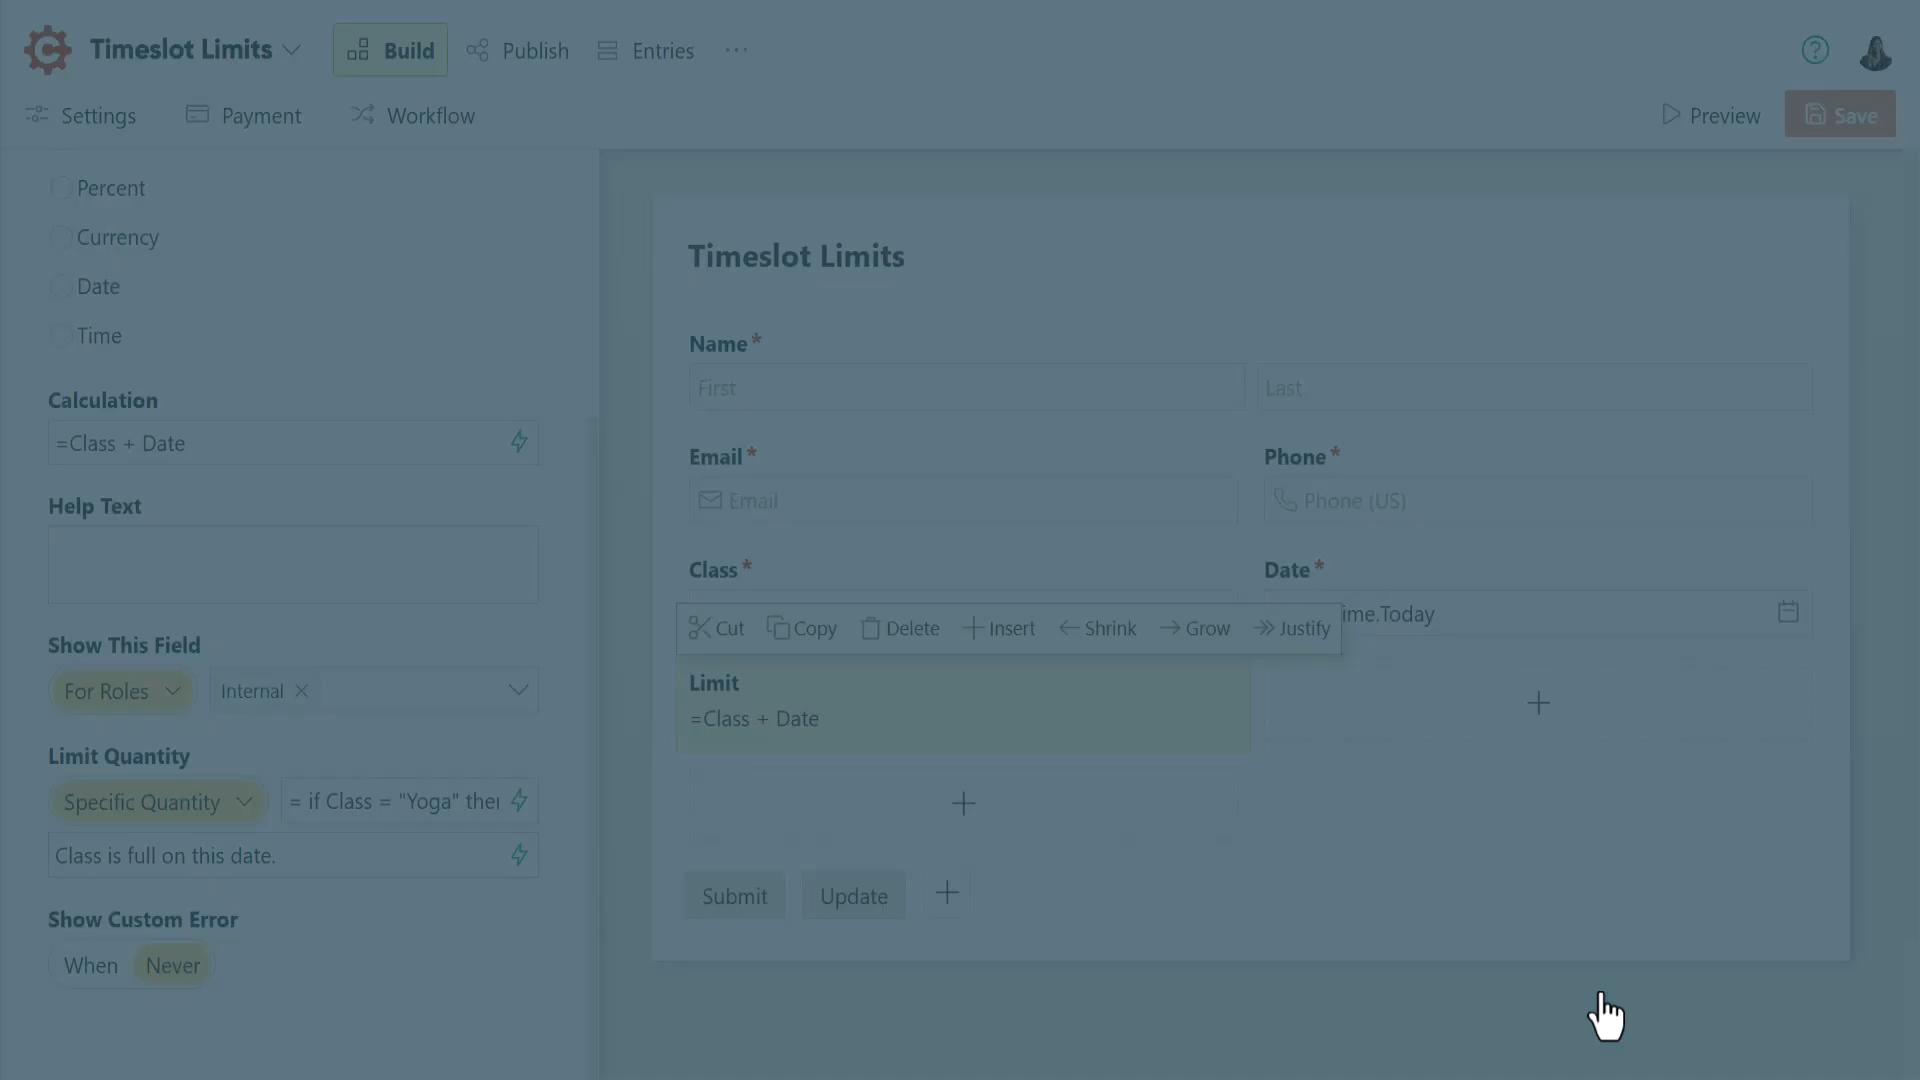 Timeslot Limits
Build
Publish
Entries
Settings
Payment
Workflow
Preview
Save
Percent
Currency
Date
Time
Calculation
=Class + Date
Help Text
Show This Field
For Roles
Internal
Limit Quantity
Specific Quantity
= if Class = "Yoga" then
Class is full on this date.
Show Custom Error
When
Never
Timeslot Limits
Name *
First
Last
Email *
Phone *
Email
Phone (US)
Class *
Date *
Cut
Copy
Delete
Insert
Shrink
Grow
Justify
ime.Today
Limit
=Class + Date
Submit
Update